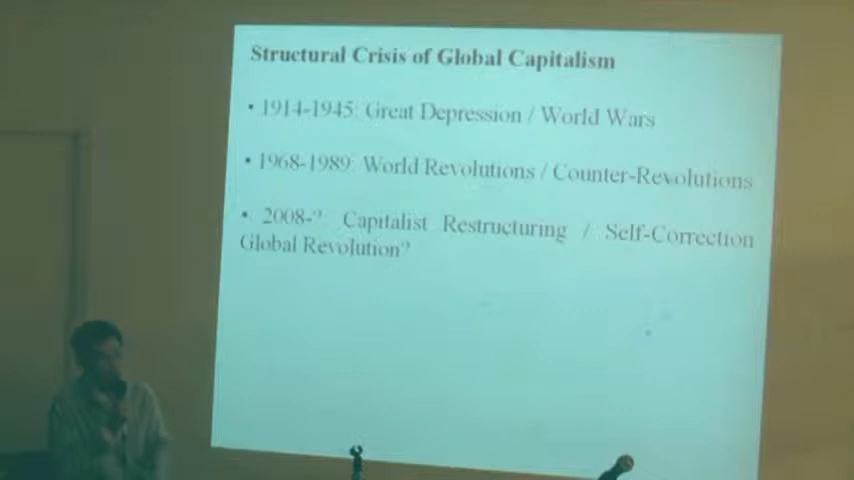 Structural Crisis of Global Capitalism
• 1914-1945: Great Depression / World Wars
• 1968-1989: World Revolutions / Counter-Revolutions
• 2008-? Capitalist Restructuring / Self-Correction
Global Revolution?